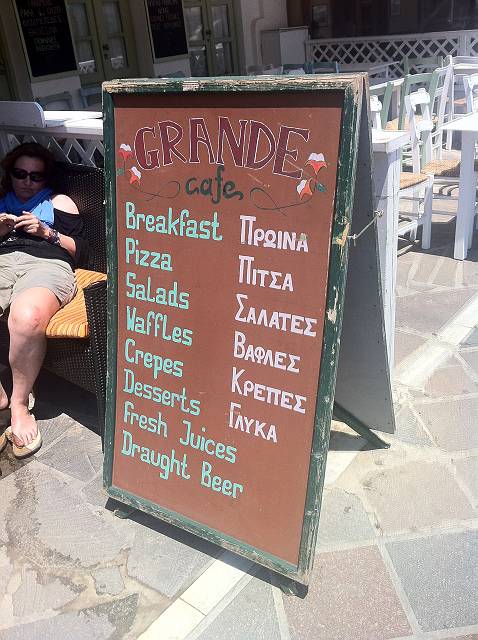 GRANDE
cafe
Breakfast
Pizza
Salads
Waffles
Crepes
Desserts
Fresh Juices
Draught Beer
Πρωινα
Πιτσα
Σαλατες
Βαφλες
Κρεπες
Γλυκα